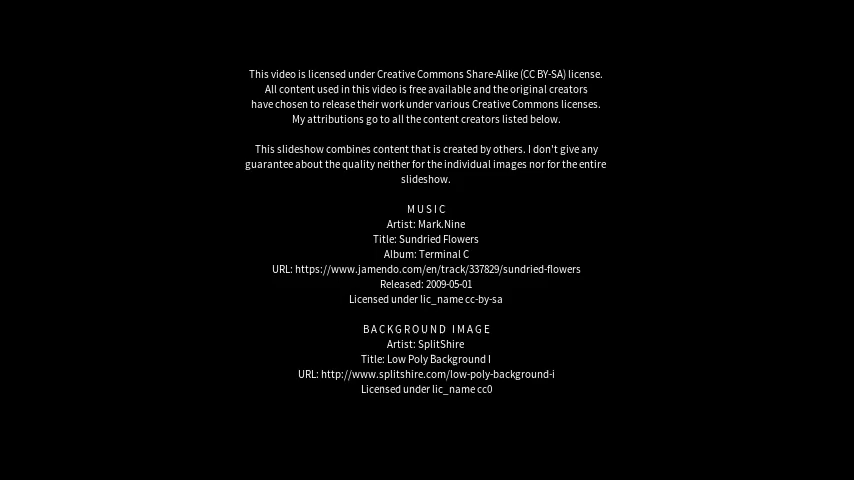 This video is licensed under Creative Commons Share-Alike (CC BY-SA) license.
All content used in this video is free available and the original creators
have chosen to release their work under various Creative Commons licenses.
My attributions go to all the content creators listed below.
This slideshow combines content that is created by others. I don't give any
guarantee about the quality neither for the individual images nor for the entire
slideshow.
MUSIC
Artist: Mark.Nine
Title: Sundried Flowers
Album: Terminal C
URL: https://www.jamendo.com/en/track/337829/sundried-flowers
Released: 2009-05-01
Licensed under lic_name cc-by-sa
BACKGROUND IMAGE
Artist: SplitShire
Title: Low Poly Background I
URL: http://www.splitshire.com/low-poly-background-i
Licensed under lic_name cc0